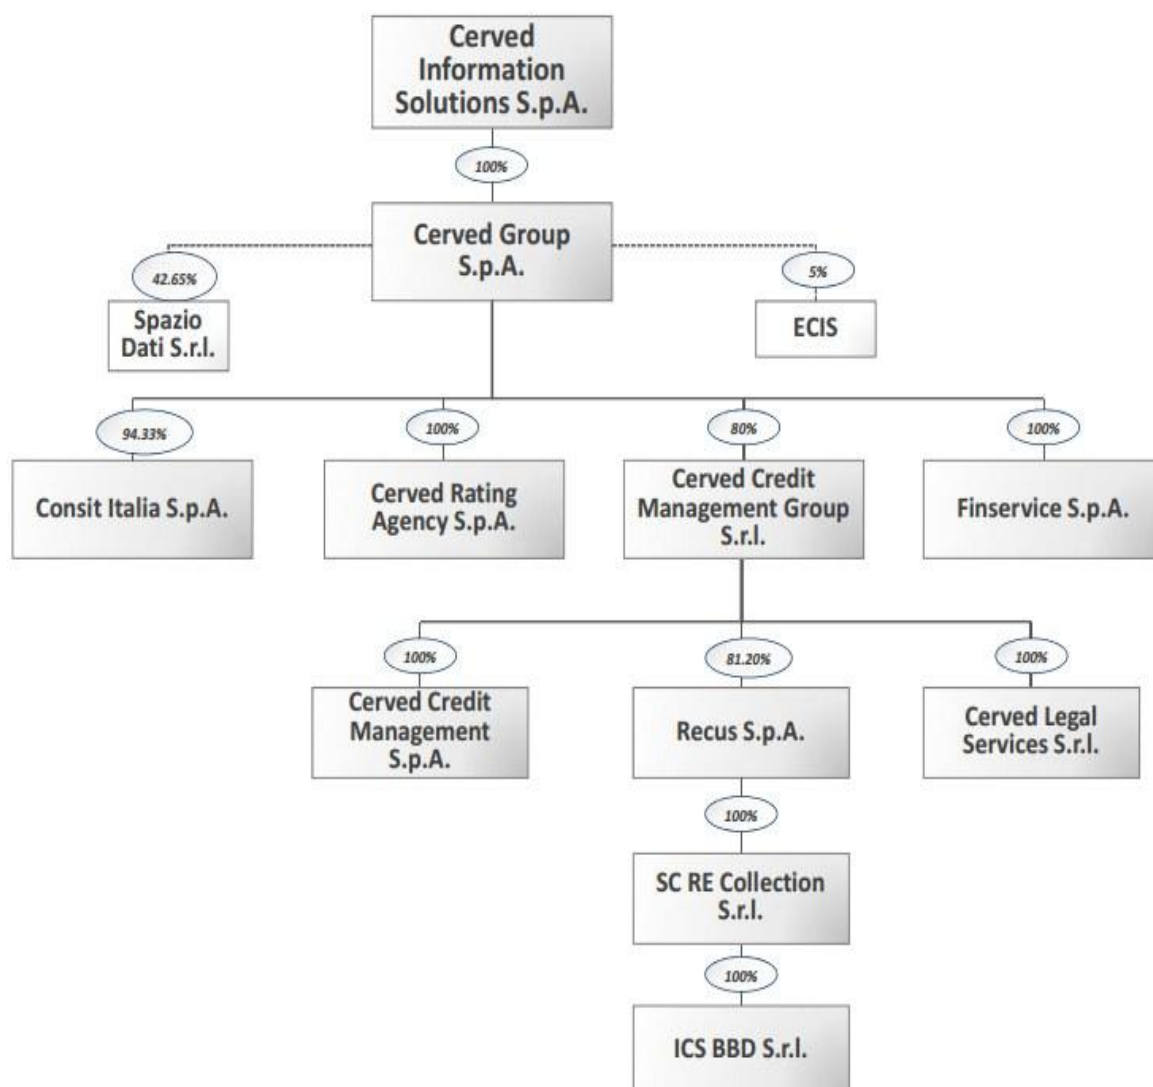 Cerved
Information
Solutions S.p.A.
100%
Cerved Group
S.p.A.
42.65%
5%
Spazio
Dati S.r.l.
ECIS
94.33%
100%
80%
100%
Consit Italia S.p.A.
Cerved Rating
Agency S.p.A.
Cerved Credit
Management Group
S.r.l.
Finservice S.p.A.
100%
81.20%
100%
Cerved Credit
Management
S.p.A.
Recus S.p.A.
Cerved Legal
Services S.r.l.
100%
SC RE Collection
S.r.l.
100%
ICS BBD S.r.l.